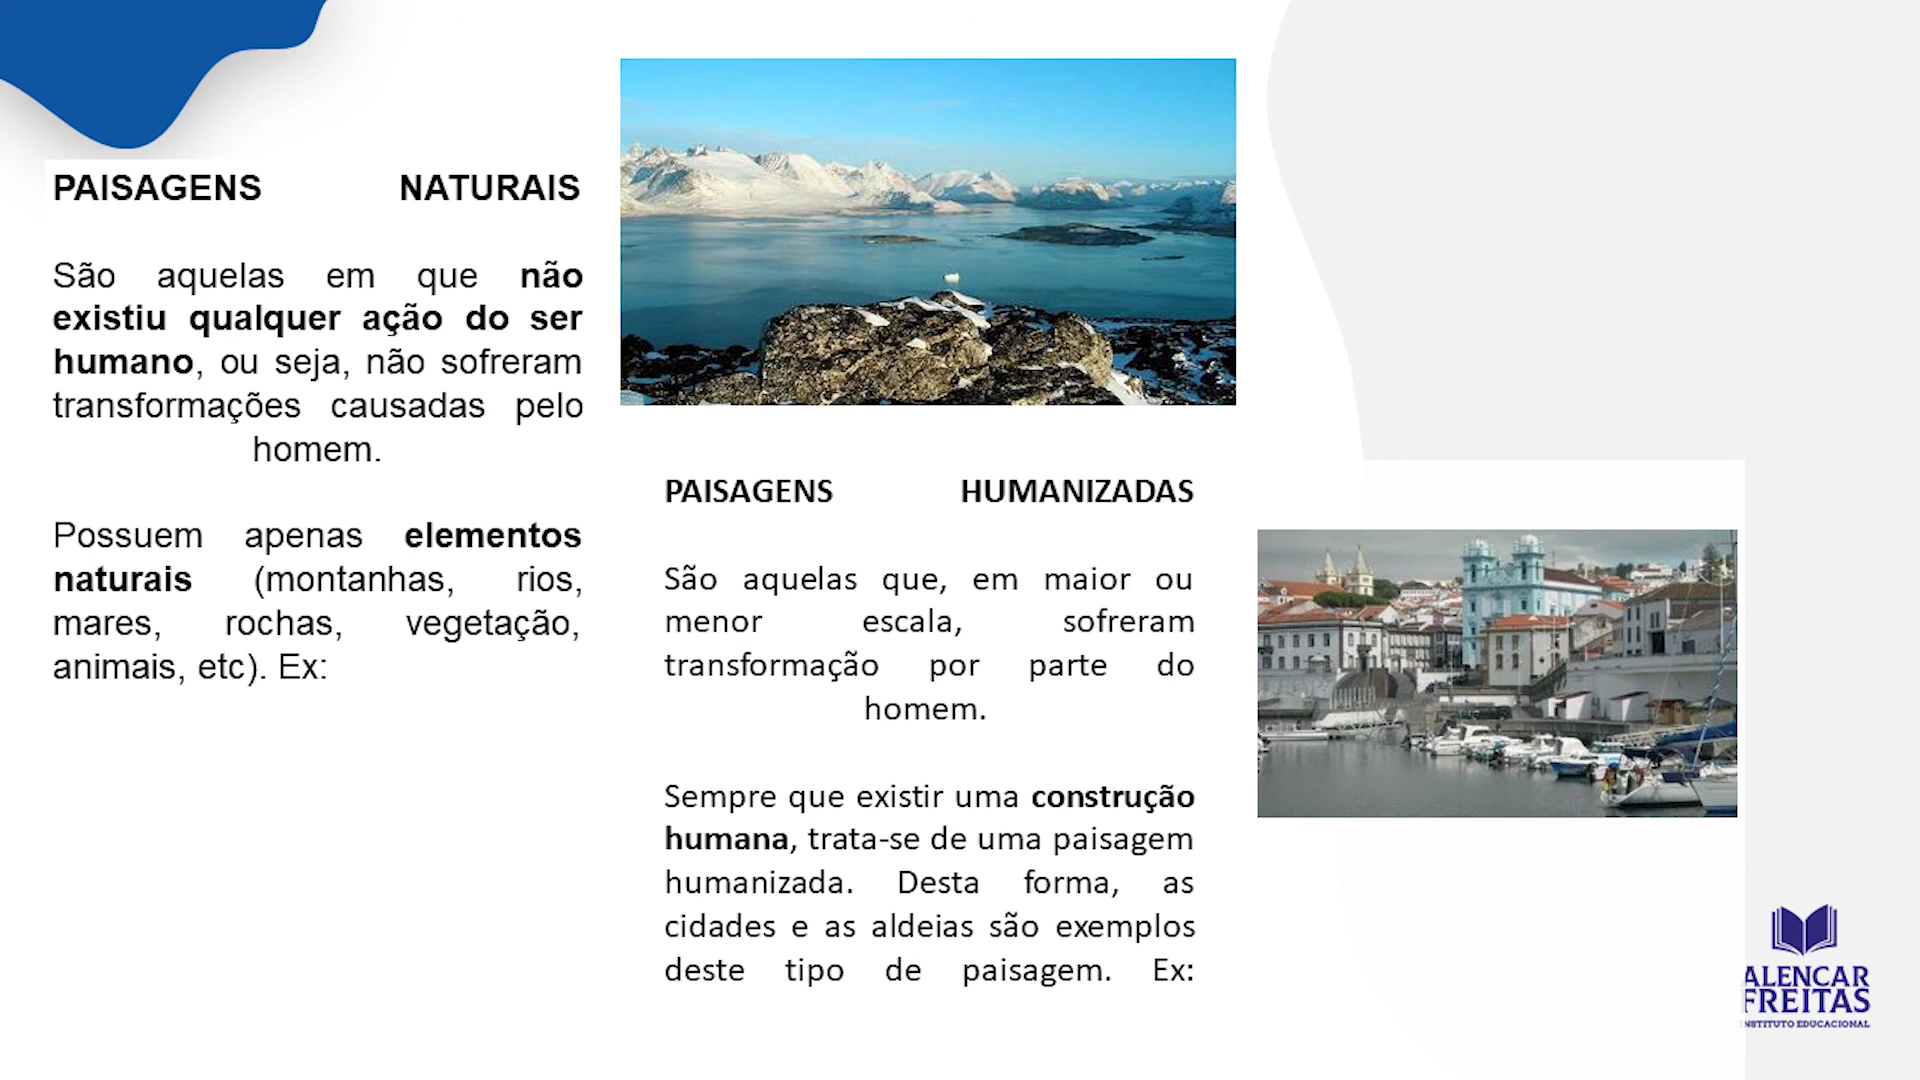 PAISAGENS NATURAIS
São aquelas em que não
existiu qualquer ação do ser
humano, ou seja, não sofreram
transformações causadas pelo
homem.
Possuem apenas elementos
naturais (montanhas, rios,
mares, rochas, vegetação,
animais, etc). Ex:
PAISAGENS HUMANIZADAS
São aquelas que, em maior ou
menor escala, sofreram
transformação por parte do
homem.
Sempre que existir uma construção
humana, trata-se de uma paisagem
humanizada. Desta forma, as
cidades e as aldeias são exemplos
deste tipo de paisagem. Ex:
ALENCAR
FREITAS
INSTITUTO EDUCACIONAL